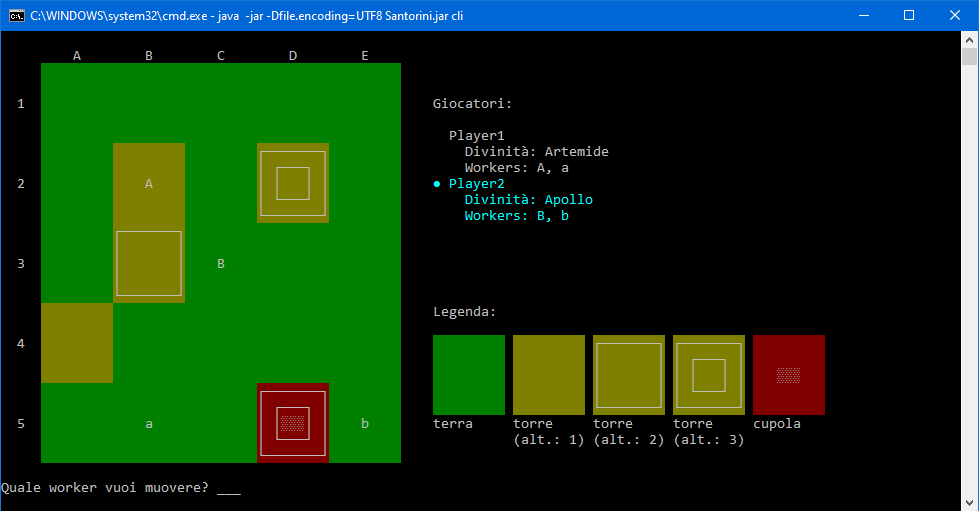 C:\WINDOWS\system32\cmd.exe - java -jar -Dfile.encoding=UTF8 Santorini.jar cli
A B C D E
1
2 A
3 B
4
5 a b
Giocatori:
Player1
Divinità: Artemide
Workers: A, a
● Player2
Divinità: Apollo
Workers: B, b
Legenda:
terra torre torre torre cupola
(alt.: 1) (alt.: 2) (alt.: 3)
Quale worker vuoi muovere? ___